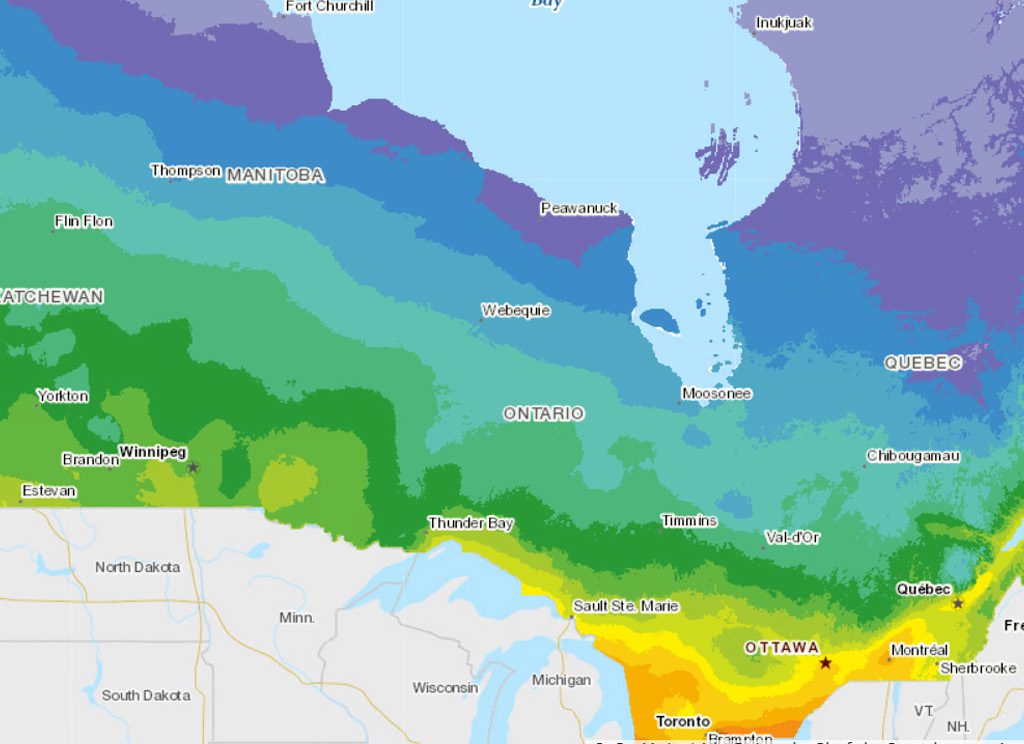 Fort Churchill
Bay
Inukjuak
Thompson
MANITOBA
Peawanuck
Flin Flon
ATCHEWAN
Webequie
QUEBEC
Moosonee
Yorkton
ONTARIO
Winnipeg
Brandon
Chibougamau
Estevan
Thunder Bay
Timmins
Val-d'Or
North Dakota
Québec
Sault Ste. Marie
Minn.
Fre
OTTAWA
Montréal
Sherbrooke
Michigan
Wisconsin
South Dakota
VT.
Toronto
NH.
Brampton